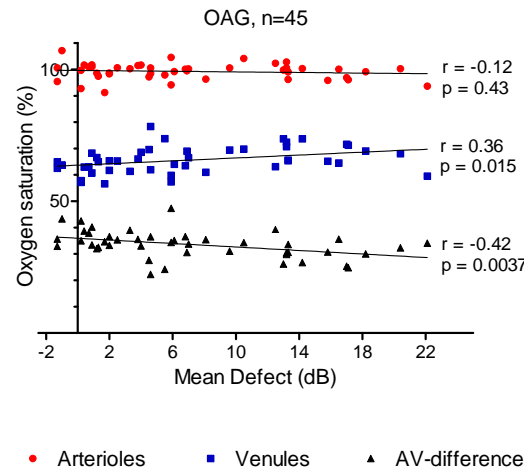 OAG, n=45
Oxygen saturation (%)
100
50
r = -0.12
p = 0.43
r = 0.36
p = 0.015
r = -0.42
p = 0.0037
-2 2 6 10 14 18 22
Mean Defect (dB)
Arterioles Venules AV-difference